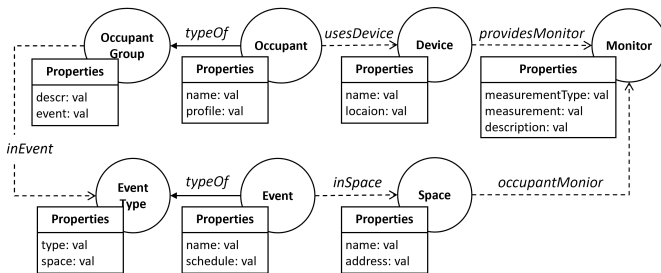 Occupant
Group
typeOf
Occupant
usesDevice
Device
providesMonitor
Monitor
Properties
descr: val
event: val
Properties
name: val
profile: val
Properties
name: val
locaion: val
Properties
measurementType: val
measurement: val
description: val
inEvent
Event
Type
typeOf
Event
inSpace
Space
occupantMonior
Properties
type: val
space: val
Properties
name: val
schedule: val
Properties
name: val
address: val